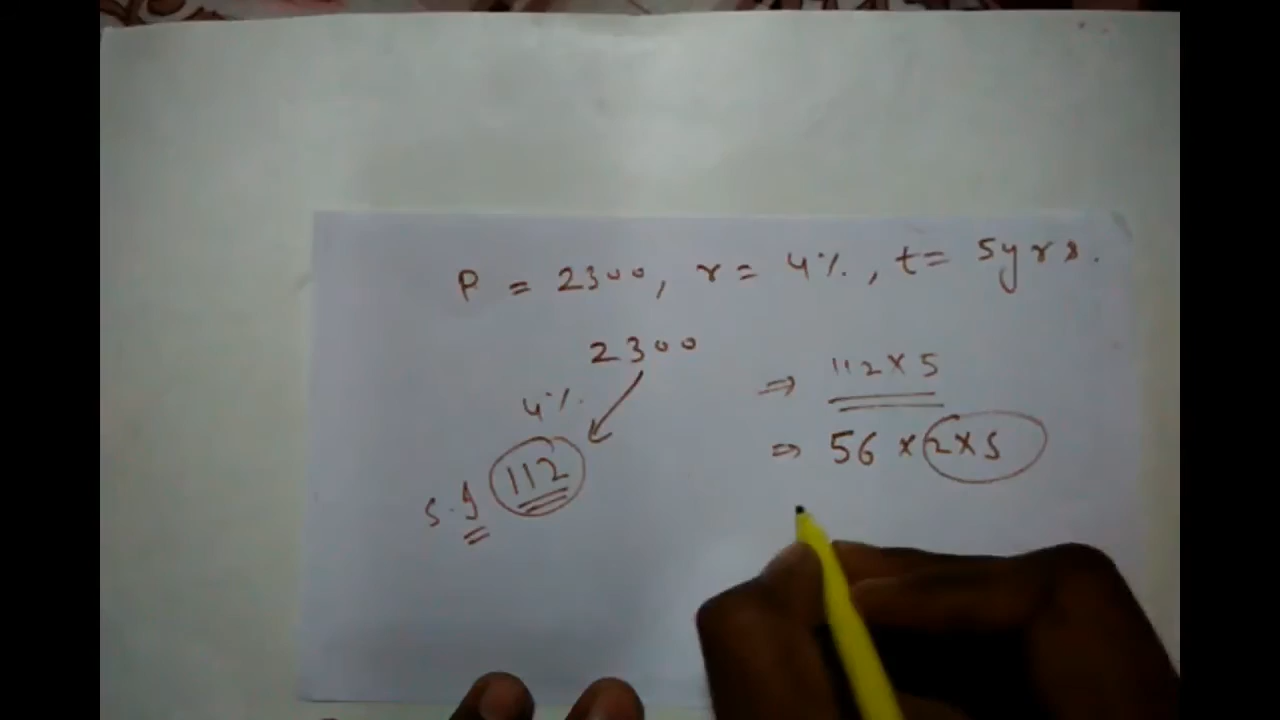 P = 2300, r = 4%, t = 5yrs.
2300
4%.
S.I 112
⇒ 112 x 5
⇒ 56 x 2 x 5